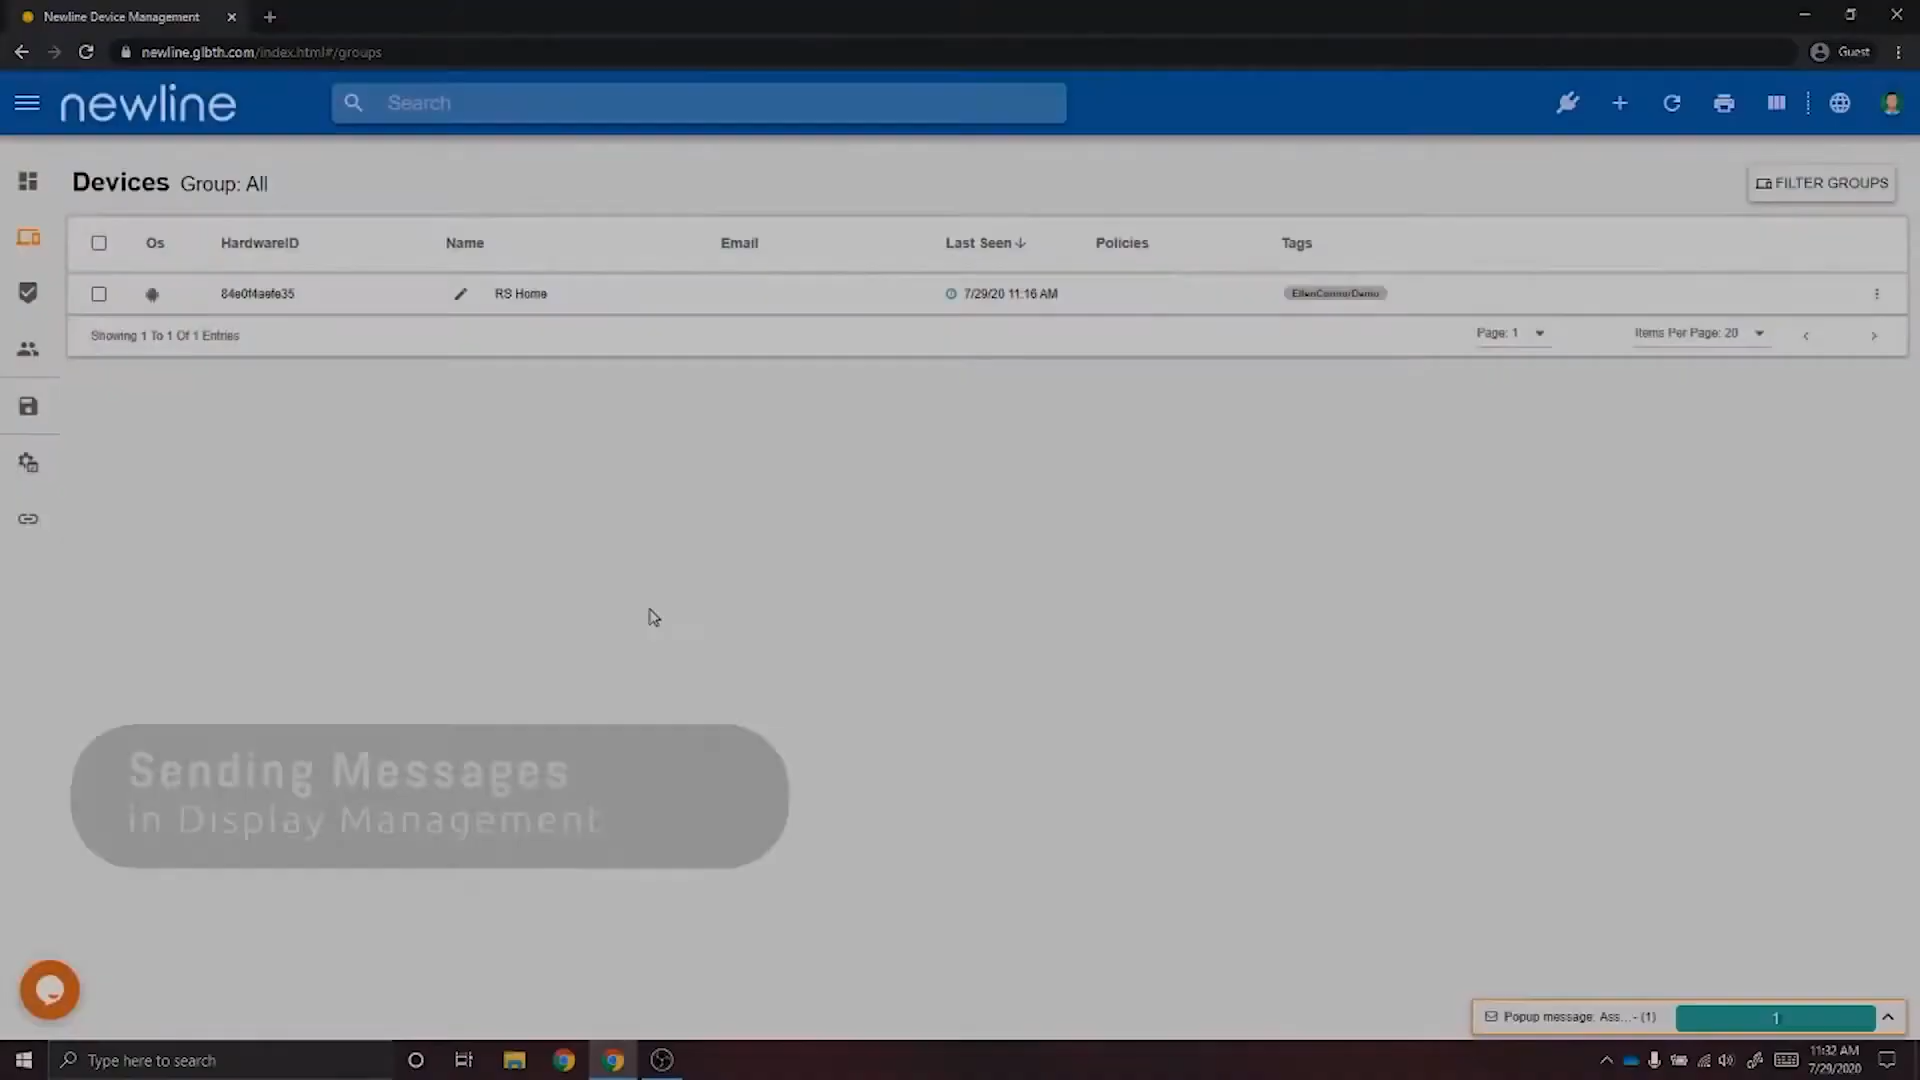 Newline Device Management
newline.glbth.com/index.html#/groups
Guest
newline
Search
Devices Group: All
FILTER GROUPS
Os HardwareID Name Email Last Seen Policies Tags
84e0f4aefe35 RS Home 7/29/20 11:16 AM EllenConnorDemo
Showing 1 To 1 Of 1 Entries
Page: 1
Items Per Page: 20
Sending Messages
in Display Management
Popup message: Ass...- (1)
1
Type here to search
11:32 AM
7/29/2020